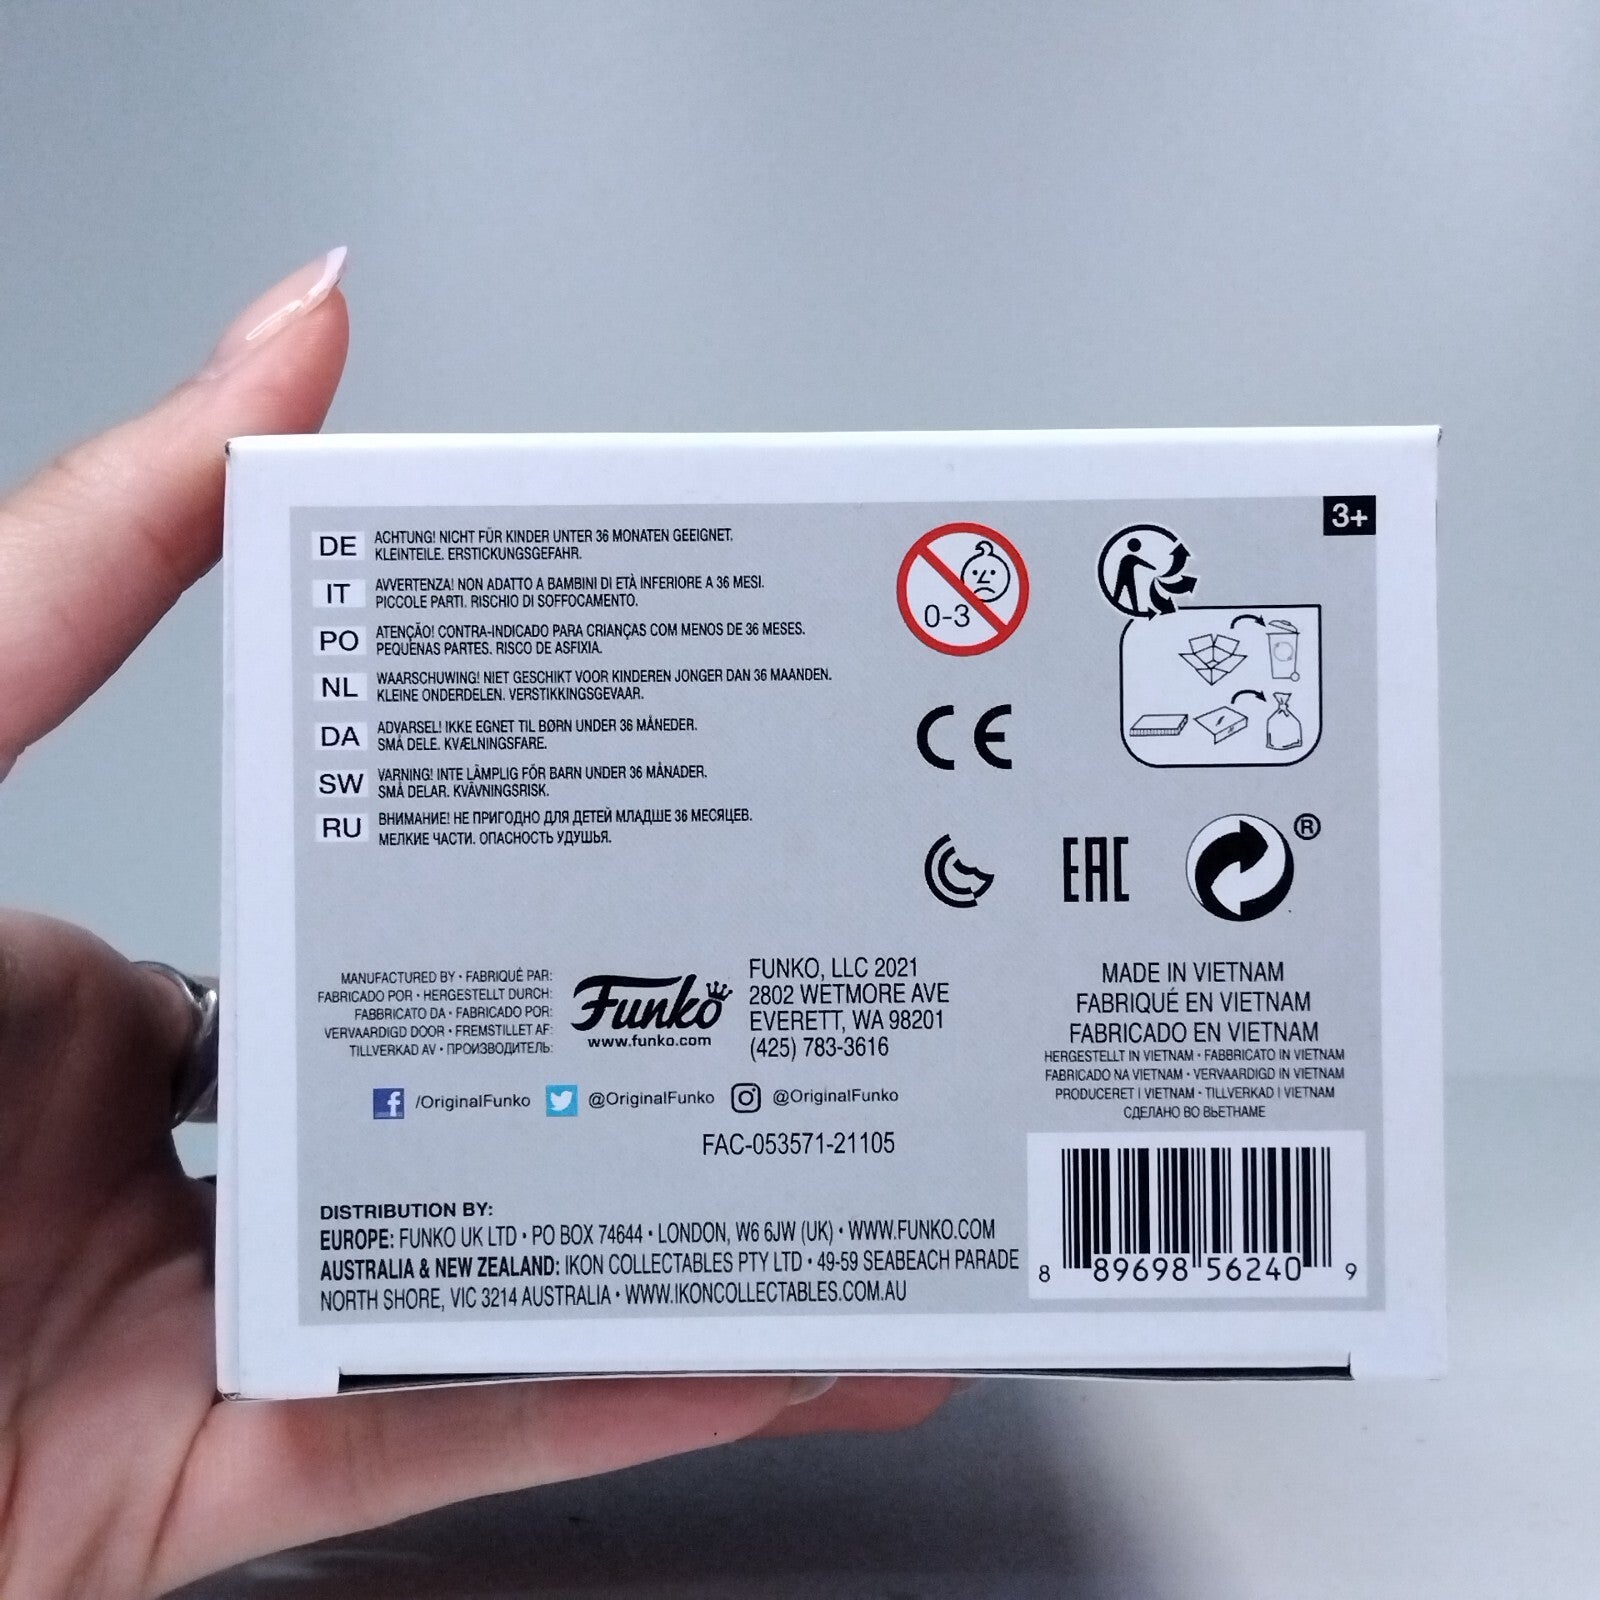 3+
DE
ACHTUNG! NICHT FÜR KINDER UNTER 36 MONATEN GEEIGNET.
KLEINTEILE. ERSTICKUNGSGEFAHR.
IT
AVVERTENZA! NON ADATTO A BAMBINI DI ETÀ INFERIORE A 36 MESI.
PICCOLE PARTI. RISCHIO DI SOFFOCAMENTO.
PO
ATENÇÃO! CONTRA-INDICADO PARA CRIANÇAS COM MENOS DE 36 MESES.
PEQUENAS PARTES. RISCO DE ASFIXIA.
NL
WAARSCHUWING! NIET GESCHIKT VOOR KINDEREN JONGER DAN 36 MAANDEN.
KLEINE ONDERDELEN. VERSTIKKINGSGEVAAR.
DA
ADVARSEL! IKKE EGNET TIL BØRN UNDER 36 MÅNEDER.
SMÅ DELE. KVÆLNINGSFARE.
SW
VARNING! INTE LÄMPLIG FÖR BARN UNDER 36 MÅNADER.
SMÅ DELAR. KVÄVNINGSRISK.
RU
ВНИМАНИЕ! НЕ ПРИГОДНО ДЛЯ ДЕТЕЙ МЛАДШЕ 36 МЕСЯЦЕВ.
МЕЛКИЕ ЧАСТИ. ОПАСНОСТЬ УДУШЬЯ.
0-3
CE
EAC
®
MANUFACTURED BY • FABRIQUÉ PAR:
FABRICADO POR • HERGESTELLT DURCH:
FABBRICATO DA • FABRICADO POR:
VERVAARDIGD DOOR • FREMSTILLET AF:
TILLVERKAD AV • ПРОИЗВОДИТЕЛЬ:
Funko
www.funko.com
FUNKO, LLC 2021
2802 WETMORE AVE
EVERETT, WA 98201
(425) 783-3616
MADE IN VIETNAM
FABRIQUÉ EN VIETNAM
FABRICADO EN VIETNAM
HERGESTELLT IN VIETNAM • FABBRICATO IN VIETNAM
FABRICADO NA VIETNAM • VERVAARDIGD IN VIETNAM
PRODUCERET I VIETNAM • TILLVERKAD I VIETNAM
СДЕЛАНО ВО ВЬЕТНАМЕ
f /OriginalFunko @OriginalFunko @OriginalFunko
FAC-053571-21105
DISTRIBUTION BY:
EUROPE: FUNKO UK LTD • PO BOX 74644 • LONDON, W6 6JW (UK) • WWW.FUNKO.COM
AUSTRALIA & NEW ZEALAND: IKON COLLECTABLES PTY LTD • 49-59 SEABEACH PARADE
NORTH SHORE, VIC 3214 AUSTRALIA • WWW.IKONCOLLECTABLES.COM.AU
8 89698 56240 9